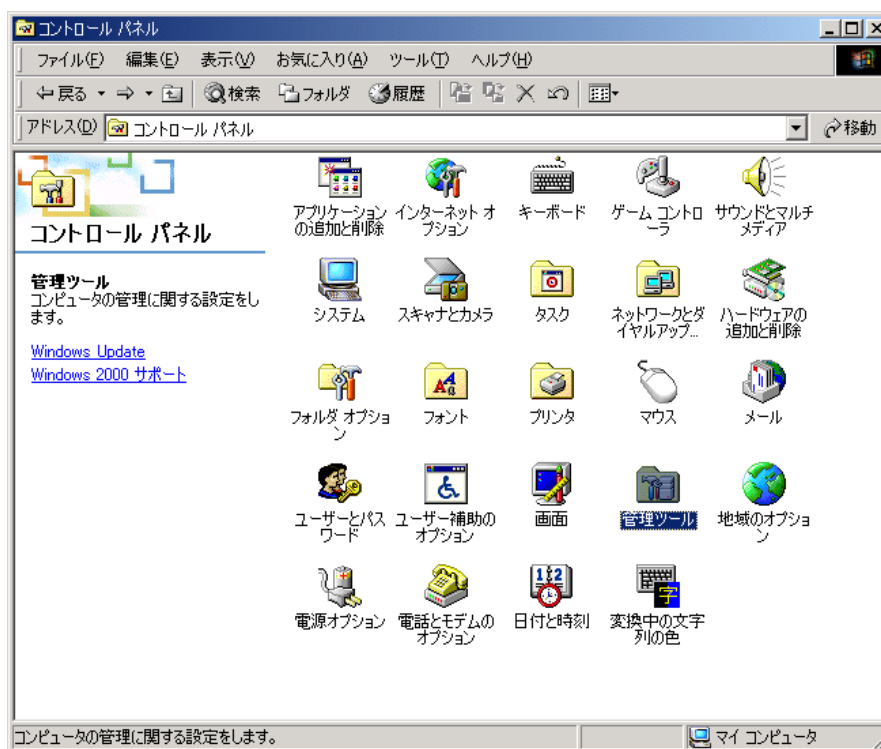 コントロール パネル
ファイル(F) 編集(E) 表示(V) お気に入り(A) ツール(T) ヘルプ(H)
戻る 検索 フォルダ 履歴
アドレス(D) コントロール パネル 移動
コントロール パネル
管理ツール
コンピュータの管理に関する設定をし
ます。
Windows Update
Windows 2000 サポート
アプリケーション
の追加と削除
インターネット オ
プション
キーボード
ゲーム コントロ
ーラ
サウンドとマルチ
メディア
システム
スキャナとカメラ
タスク
ネットワークとダ
イヤルアップ...
ハードウェアの
追加と削除
フォルダ オプショ
ン
フォント
プリンタ
マウス
メール
ユーザーとパス
ワード
ユーザー補助の
オプション
画面
管理ツール
地域のオプショ
ン
電源オプション
電話とモデムの
オプション
日付と時刻
変換中の文字
列の色
コンピュータの管理に関する設定をします。
マイ コンピュータ